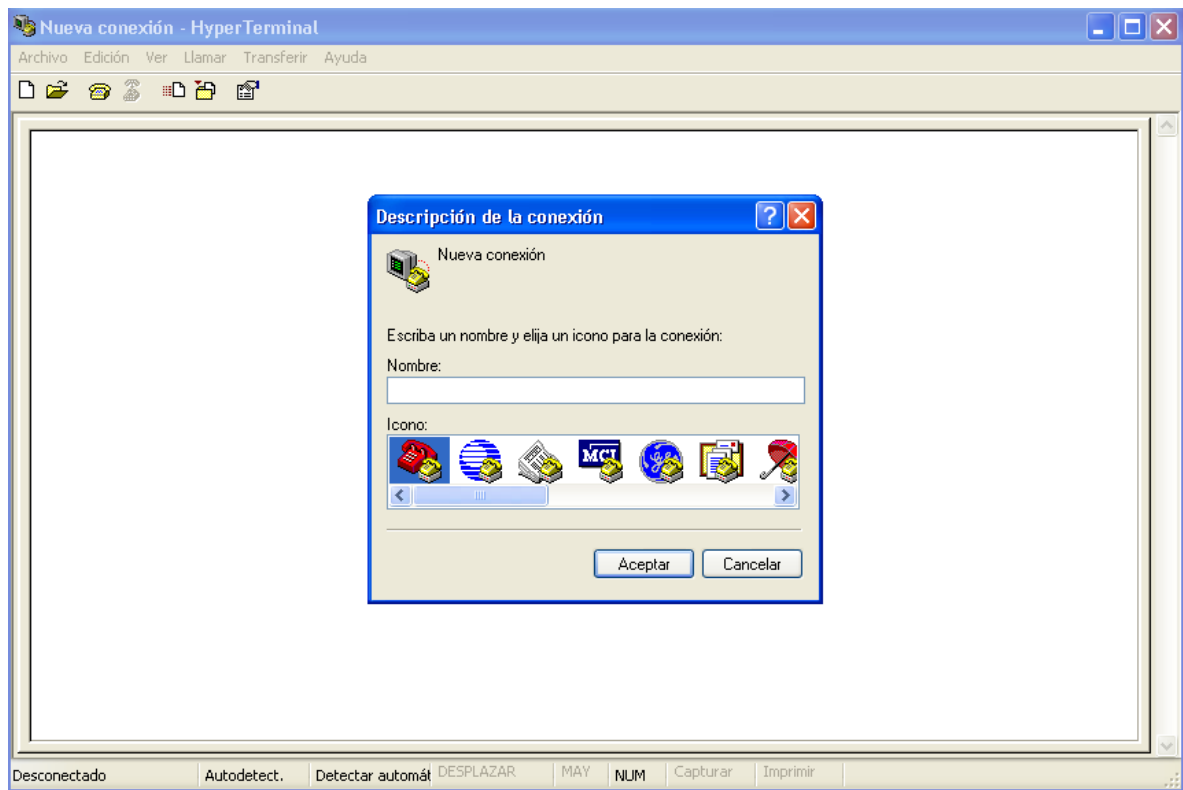 Nueva conexión - HyperTerminal
Archivo Edición Ver Llamar Transferir Ayuda
Descripción de la conexión
Nueva conexión
Escriba un nombre y elija un icono para la conexión:
Nombre:
Icono:
MCI
Aceptar Cancelar
Desconectado Autodetect. Detectar automát DESPLAZAR MAY NUM Capturar Imprimir